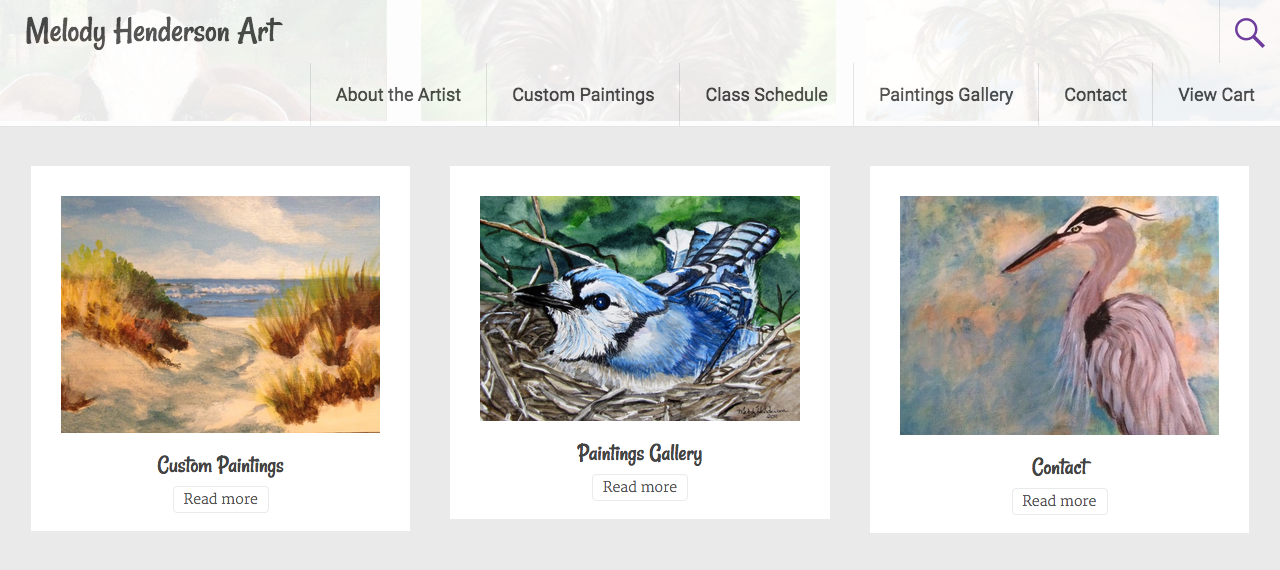 Melody Henderson Art
About the Artist
Custom Paintings
Class Schedule
Paintings Gallery
Contact
View Cart
Custom Paintings
Read more
Paintings Gallery
Read more
Contact
Read more